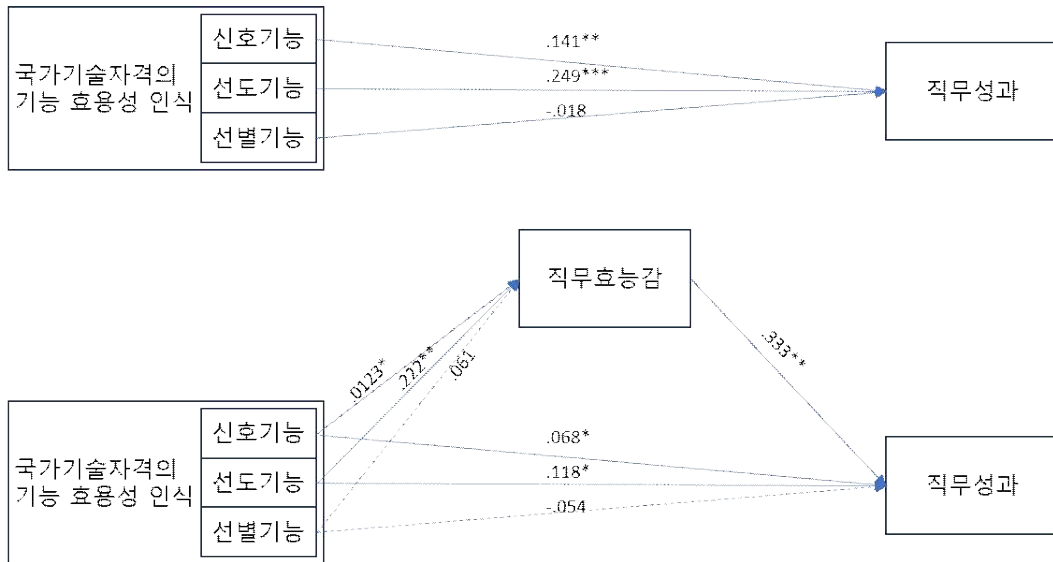 신호기능
국가기술자격의
기능 효용성 인식
선도기능
선별기능
.141**
.249***
-.018
직무성과
직무효능감
.0123*
.222**
.061
.333**
신호기능
국가기술자격의
기능 효용성 인식
선도기능
선별기능
.068*
.118*
-.054
직무성과